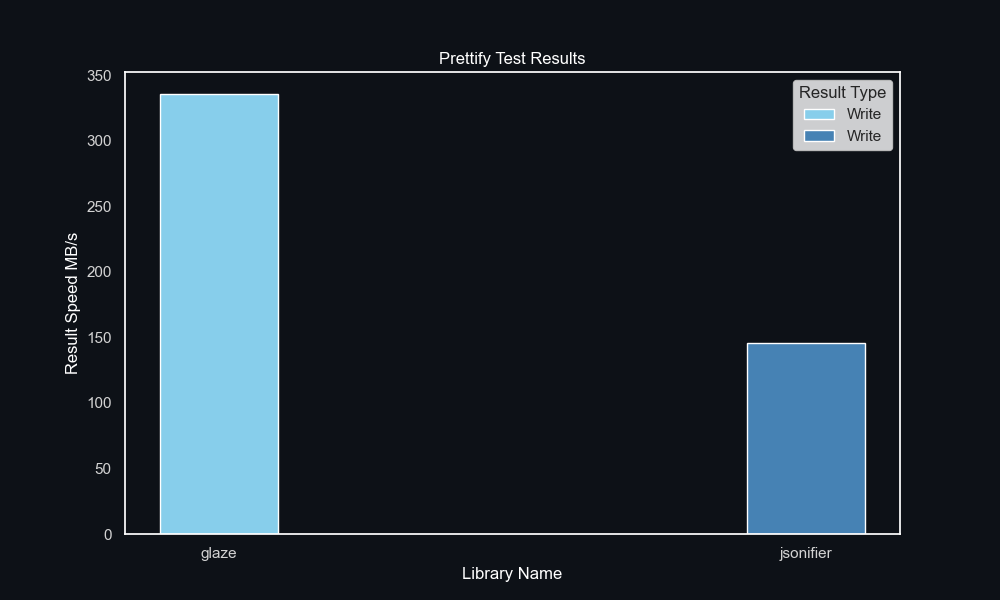 Prettify Test Results
Result Type
Write
Write
Result Speed MB/s
350
300
250
200
150
100
50
0
glaze
jsonifier
Library Name